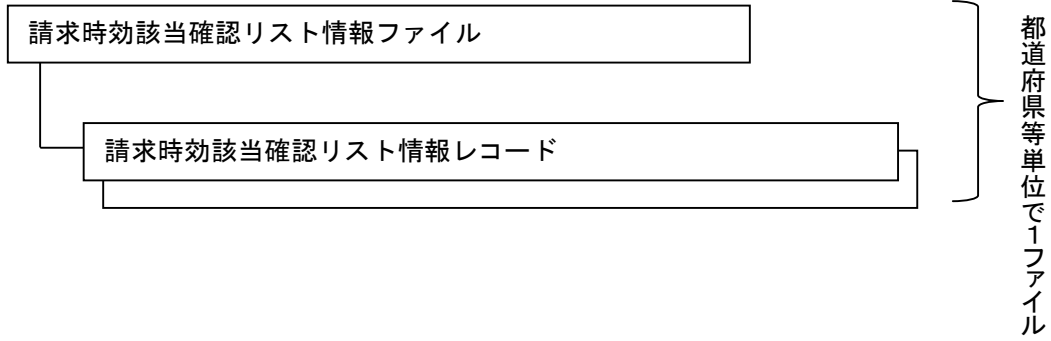 請求時効該当確認リスト情報ファイル
請求時効該当確認リスト情報レコード
都道府県等単位で1ファイル